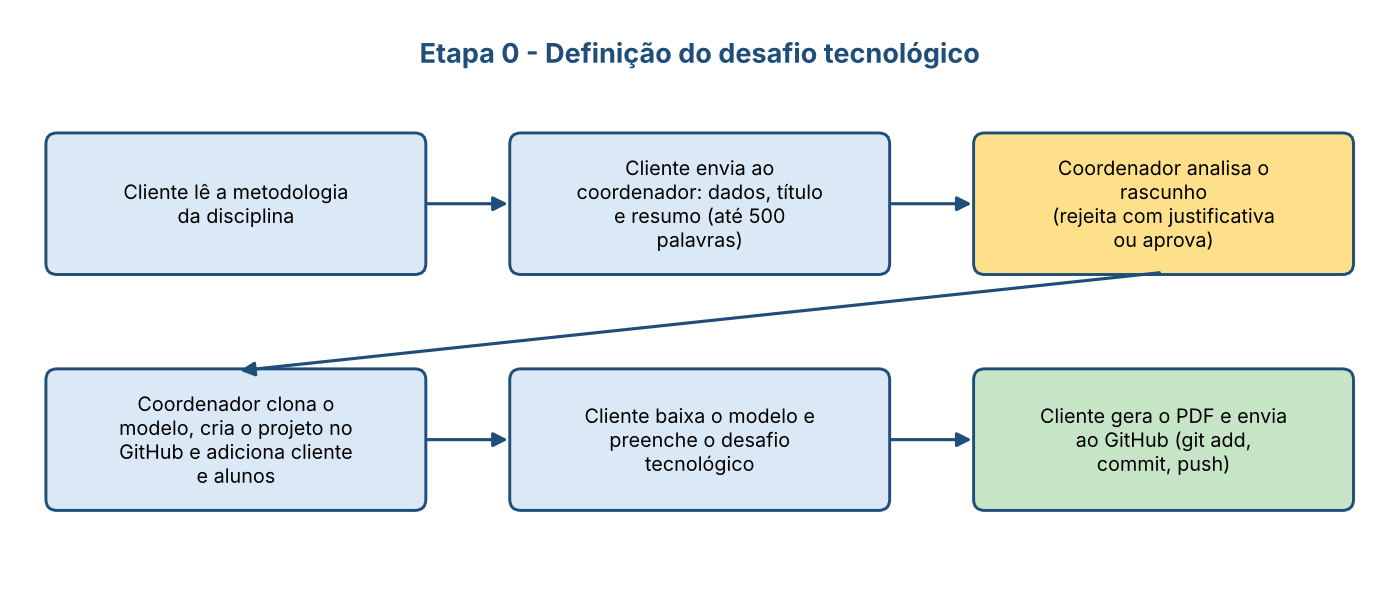 Etapa 0 - Definição do desafio tecnológico
Cliente lê a metodologia
da disciplina
Cliente envia ao
coordenador: dados, título
e resumo (até 500
palavras)
Coordenador analisa o
rascunho
(rejeita com justificativa
ou aprova)
Coordenador clona o
modelo, cria o projeto no
GitHub e adiciona cliente
e alunos
Cliente baixa o modelo e
preenche o desafio
tecnológico
Cliente gera o PDF e envia
ao GitHub (git add,
commit, push)